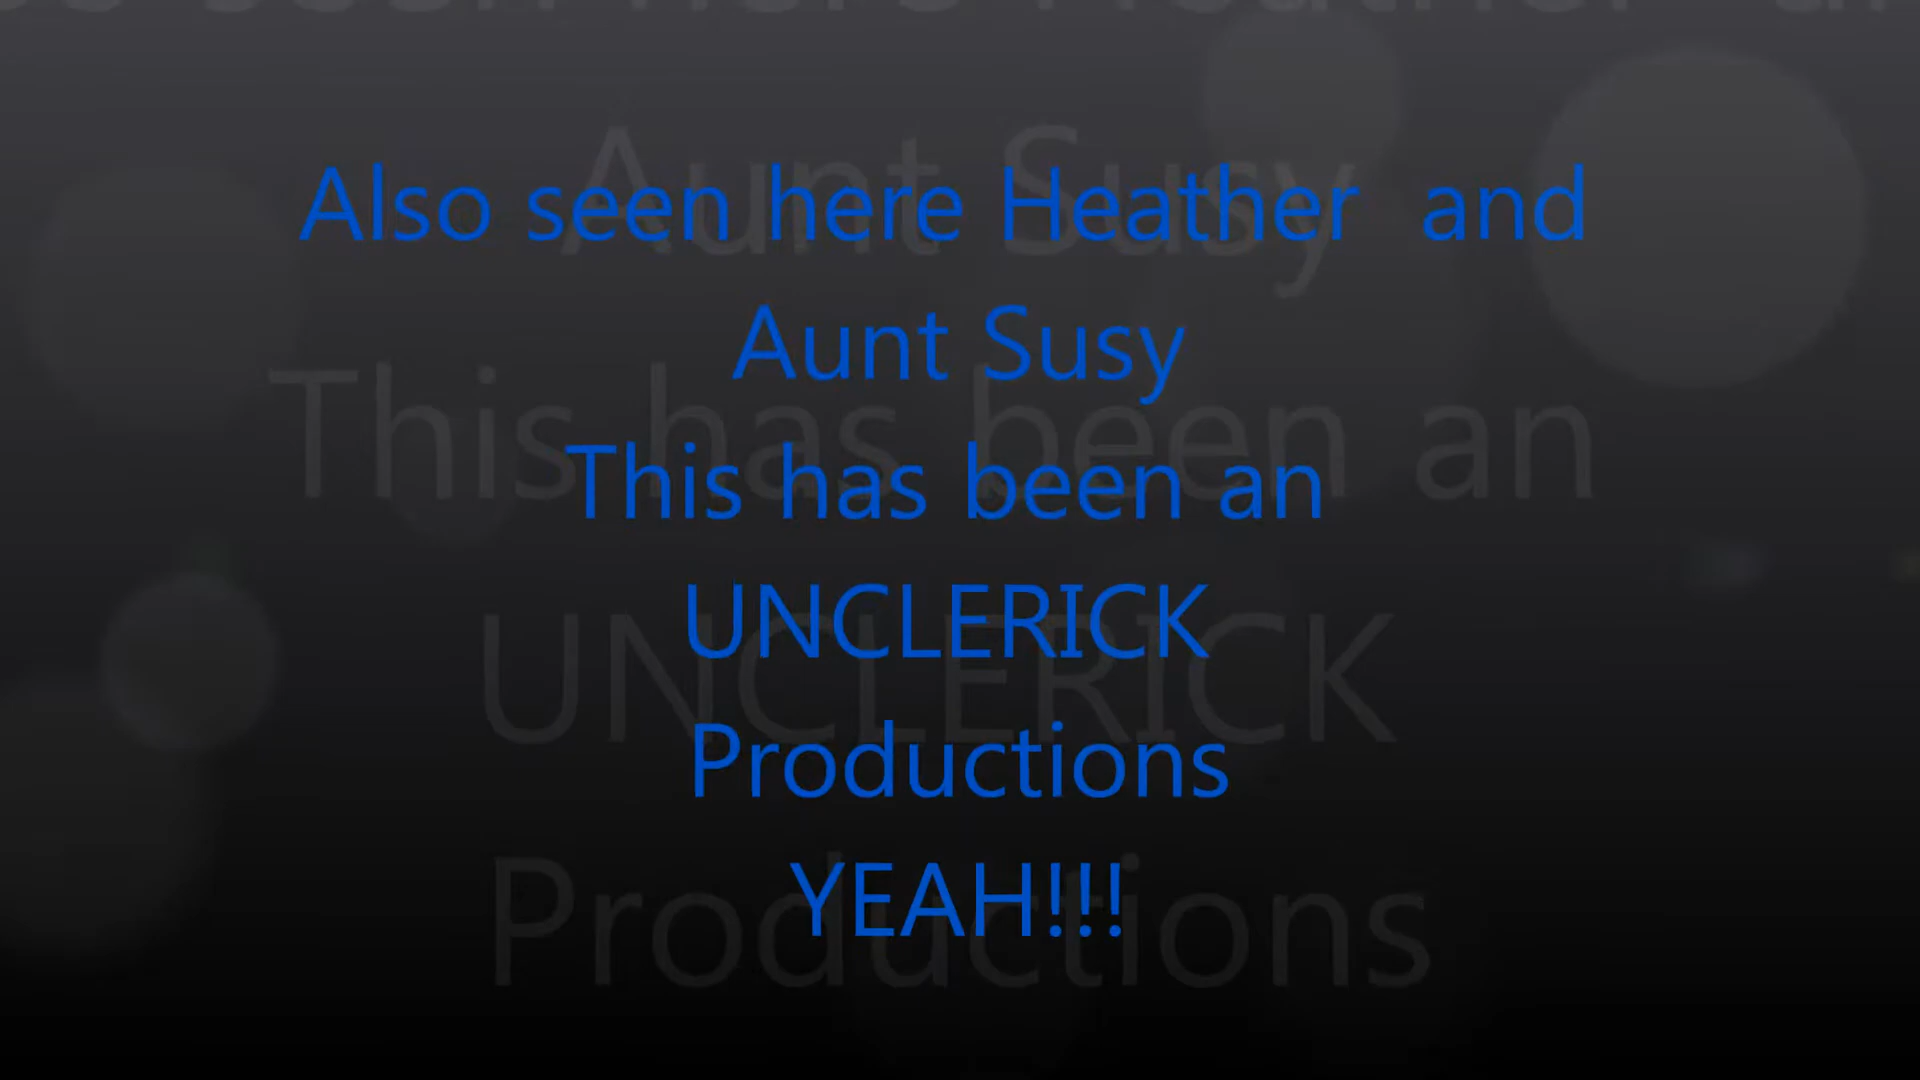 Also seen here Heather  and
Aunt Susy
This has been an
UNCLERICK
Productions
YEAH!!!